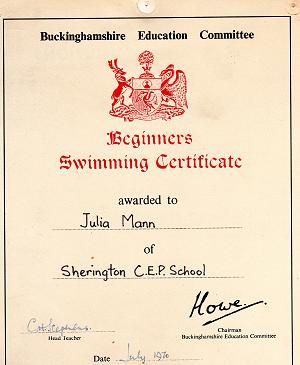 Buckinghamshire Education Committee
Beginners
Swimming Certificate
awarded to
Julia Mann
of
Sherington C.E.P. School
C.H. Stephens.
Head Teacher
Howe.
Chairman
Buckinghamshire Education Committee
Date July 1970